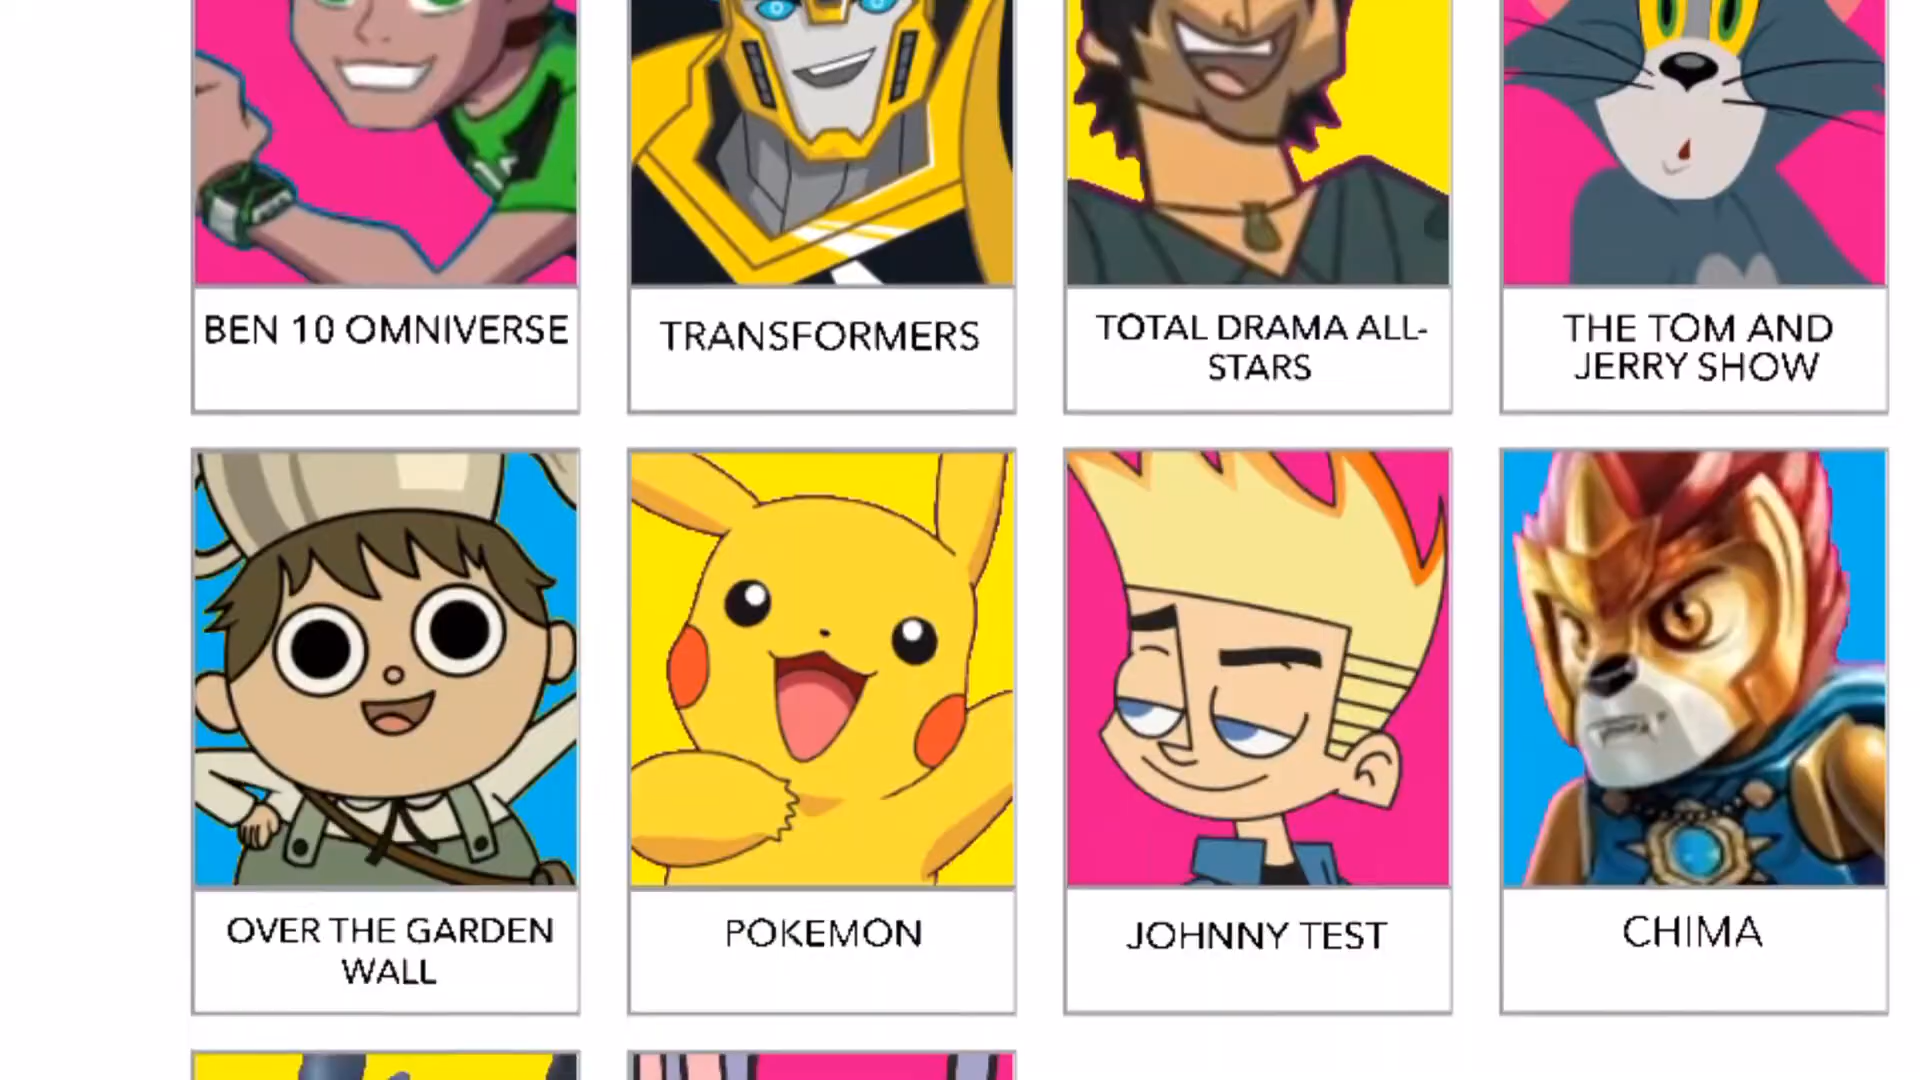 BEN 10 OMNIVERSE
TRANSFORMERS
TOTAL DRAMA ALL-
STARS
THE TOM AND
JERRY SHOW
OVER THE GARDEN
WALL
POKEMON
JOHNNY TEST
CHIMA